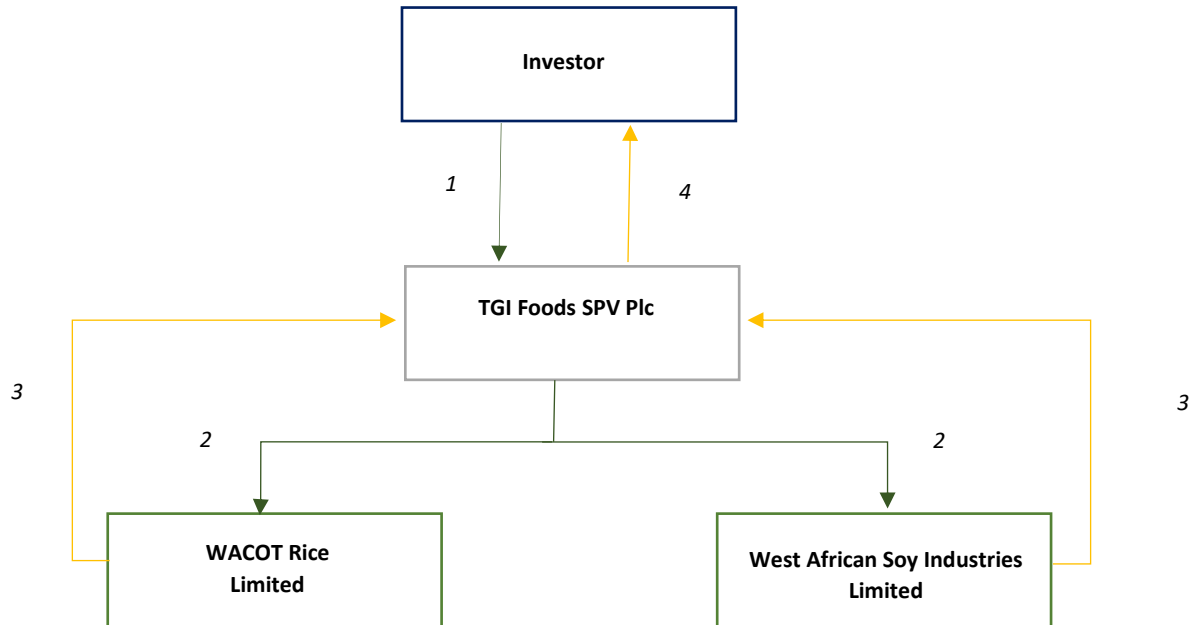 Investor
1
4
TGI Foods SPV Plc
3
3
2
2
WACOT Rice
Limited
West African Soy Industries
Limited